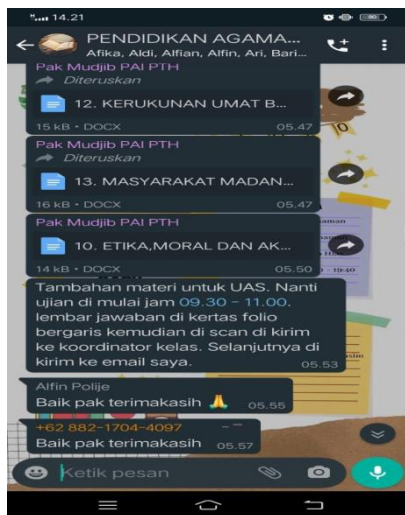 14.21
PENDIDIKAN AGAMA...
Afika, Aldi, Alfian, Alfin, Ari, Bari...
Pak Mudjib PAI PTH
Diteruskan
12. KERUKUNAN UMAT B...
15 kB • DOCX 05.47
Pak Mudjib PAI PTH
Diteruskan
13. MASYARAKAT MADAN...
16 kB • DOCX 05.47
Pak Mudjib PAI PTH
10. ETIKA,MORAL DAN AK...
14 kB • DOCX 05.50
Tambahan materi untuk UAS. Nanti
ujian di mulai jam 09.30 – 11.00.
lembar jawaban di kertas folio
bergaris kemudian di scan di kirim
ke koordinator kelas. Selanjutnya di
kirim ke email saya. 05.53
Alfin Polije
Baik pak terimakasih 🙏 05.55
+62 882-1704-4097
Baik pak terimakasih 05.57
Ketik pesan